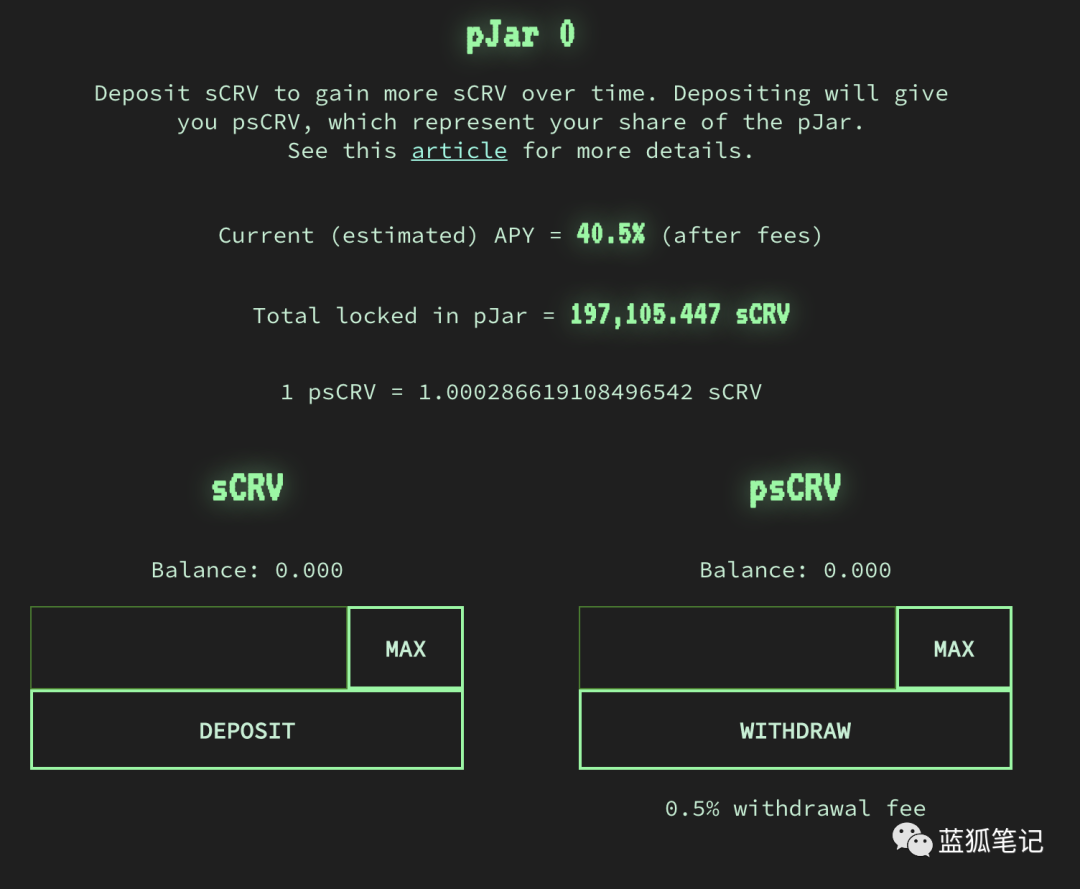 pJar 0
Deposit sCRV to gain more sCRV over time. Depositing will give
you psCRV, which represent your share of the pJar.
See this article for more details.
Current (estimated) APY = 40.5% (after fees)
Total locked in pJar = 197,105.447 sCRV
1 psCRV = 1.000286619108496542 sCRV
sCRV
psCRV
Balance: 0.000
Balance: 0.000
MAX
MAX
DEPOSIT
WITHDRAW
0.5% withdrawal fee
蓝狐笔记